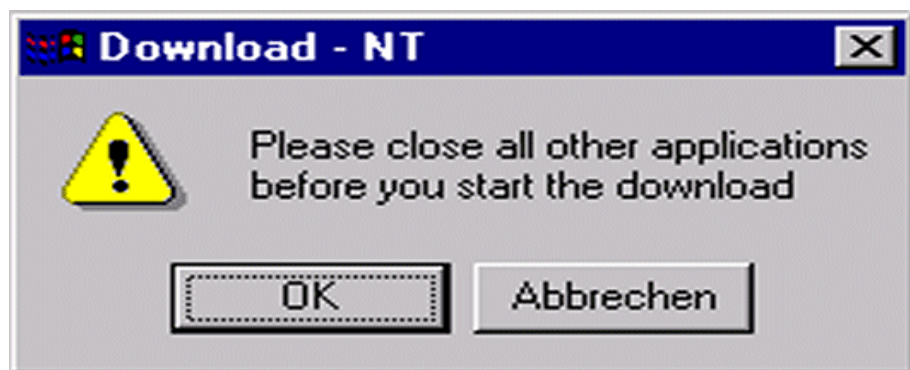 Download - NT
Please close all other applications
before you start the download
OK
Abbrechen